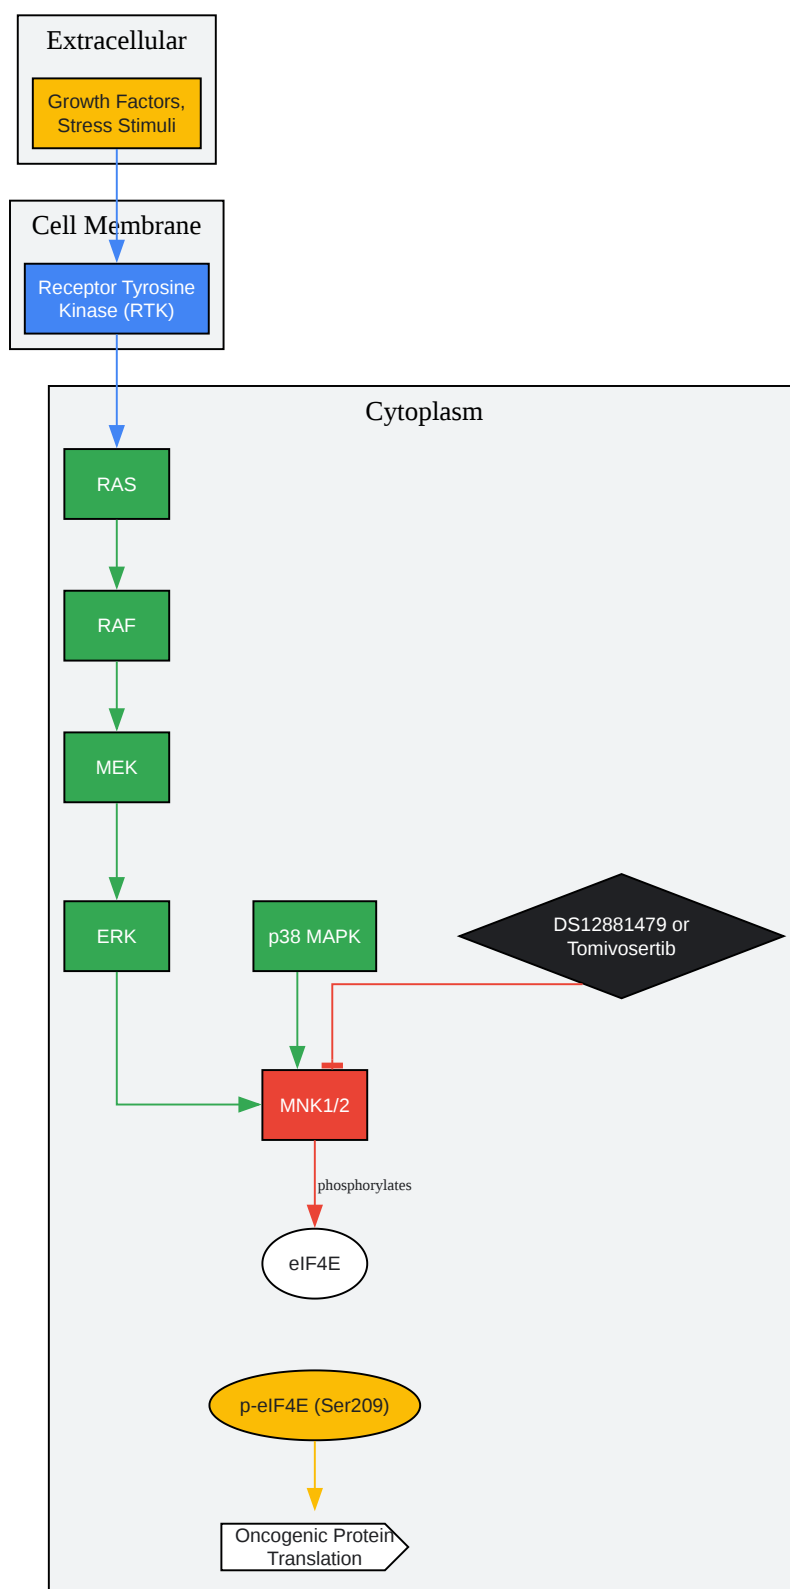 Extracellular
Growth Factors,
Stress Stimuli
Cell Membrane
Receptor Tyrosine
Kinase (RTK)
Cytoplasm
RAS
RAF
MEK
ERK
p38 MAPK
DS12881479 or
Tomivosertib
MNK1/2
phosphorylates
eIF4E
p-eIF4E (Ser209)
Oncogenic Protein
Translation